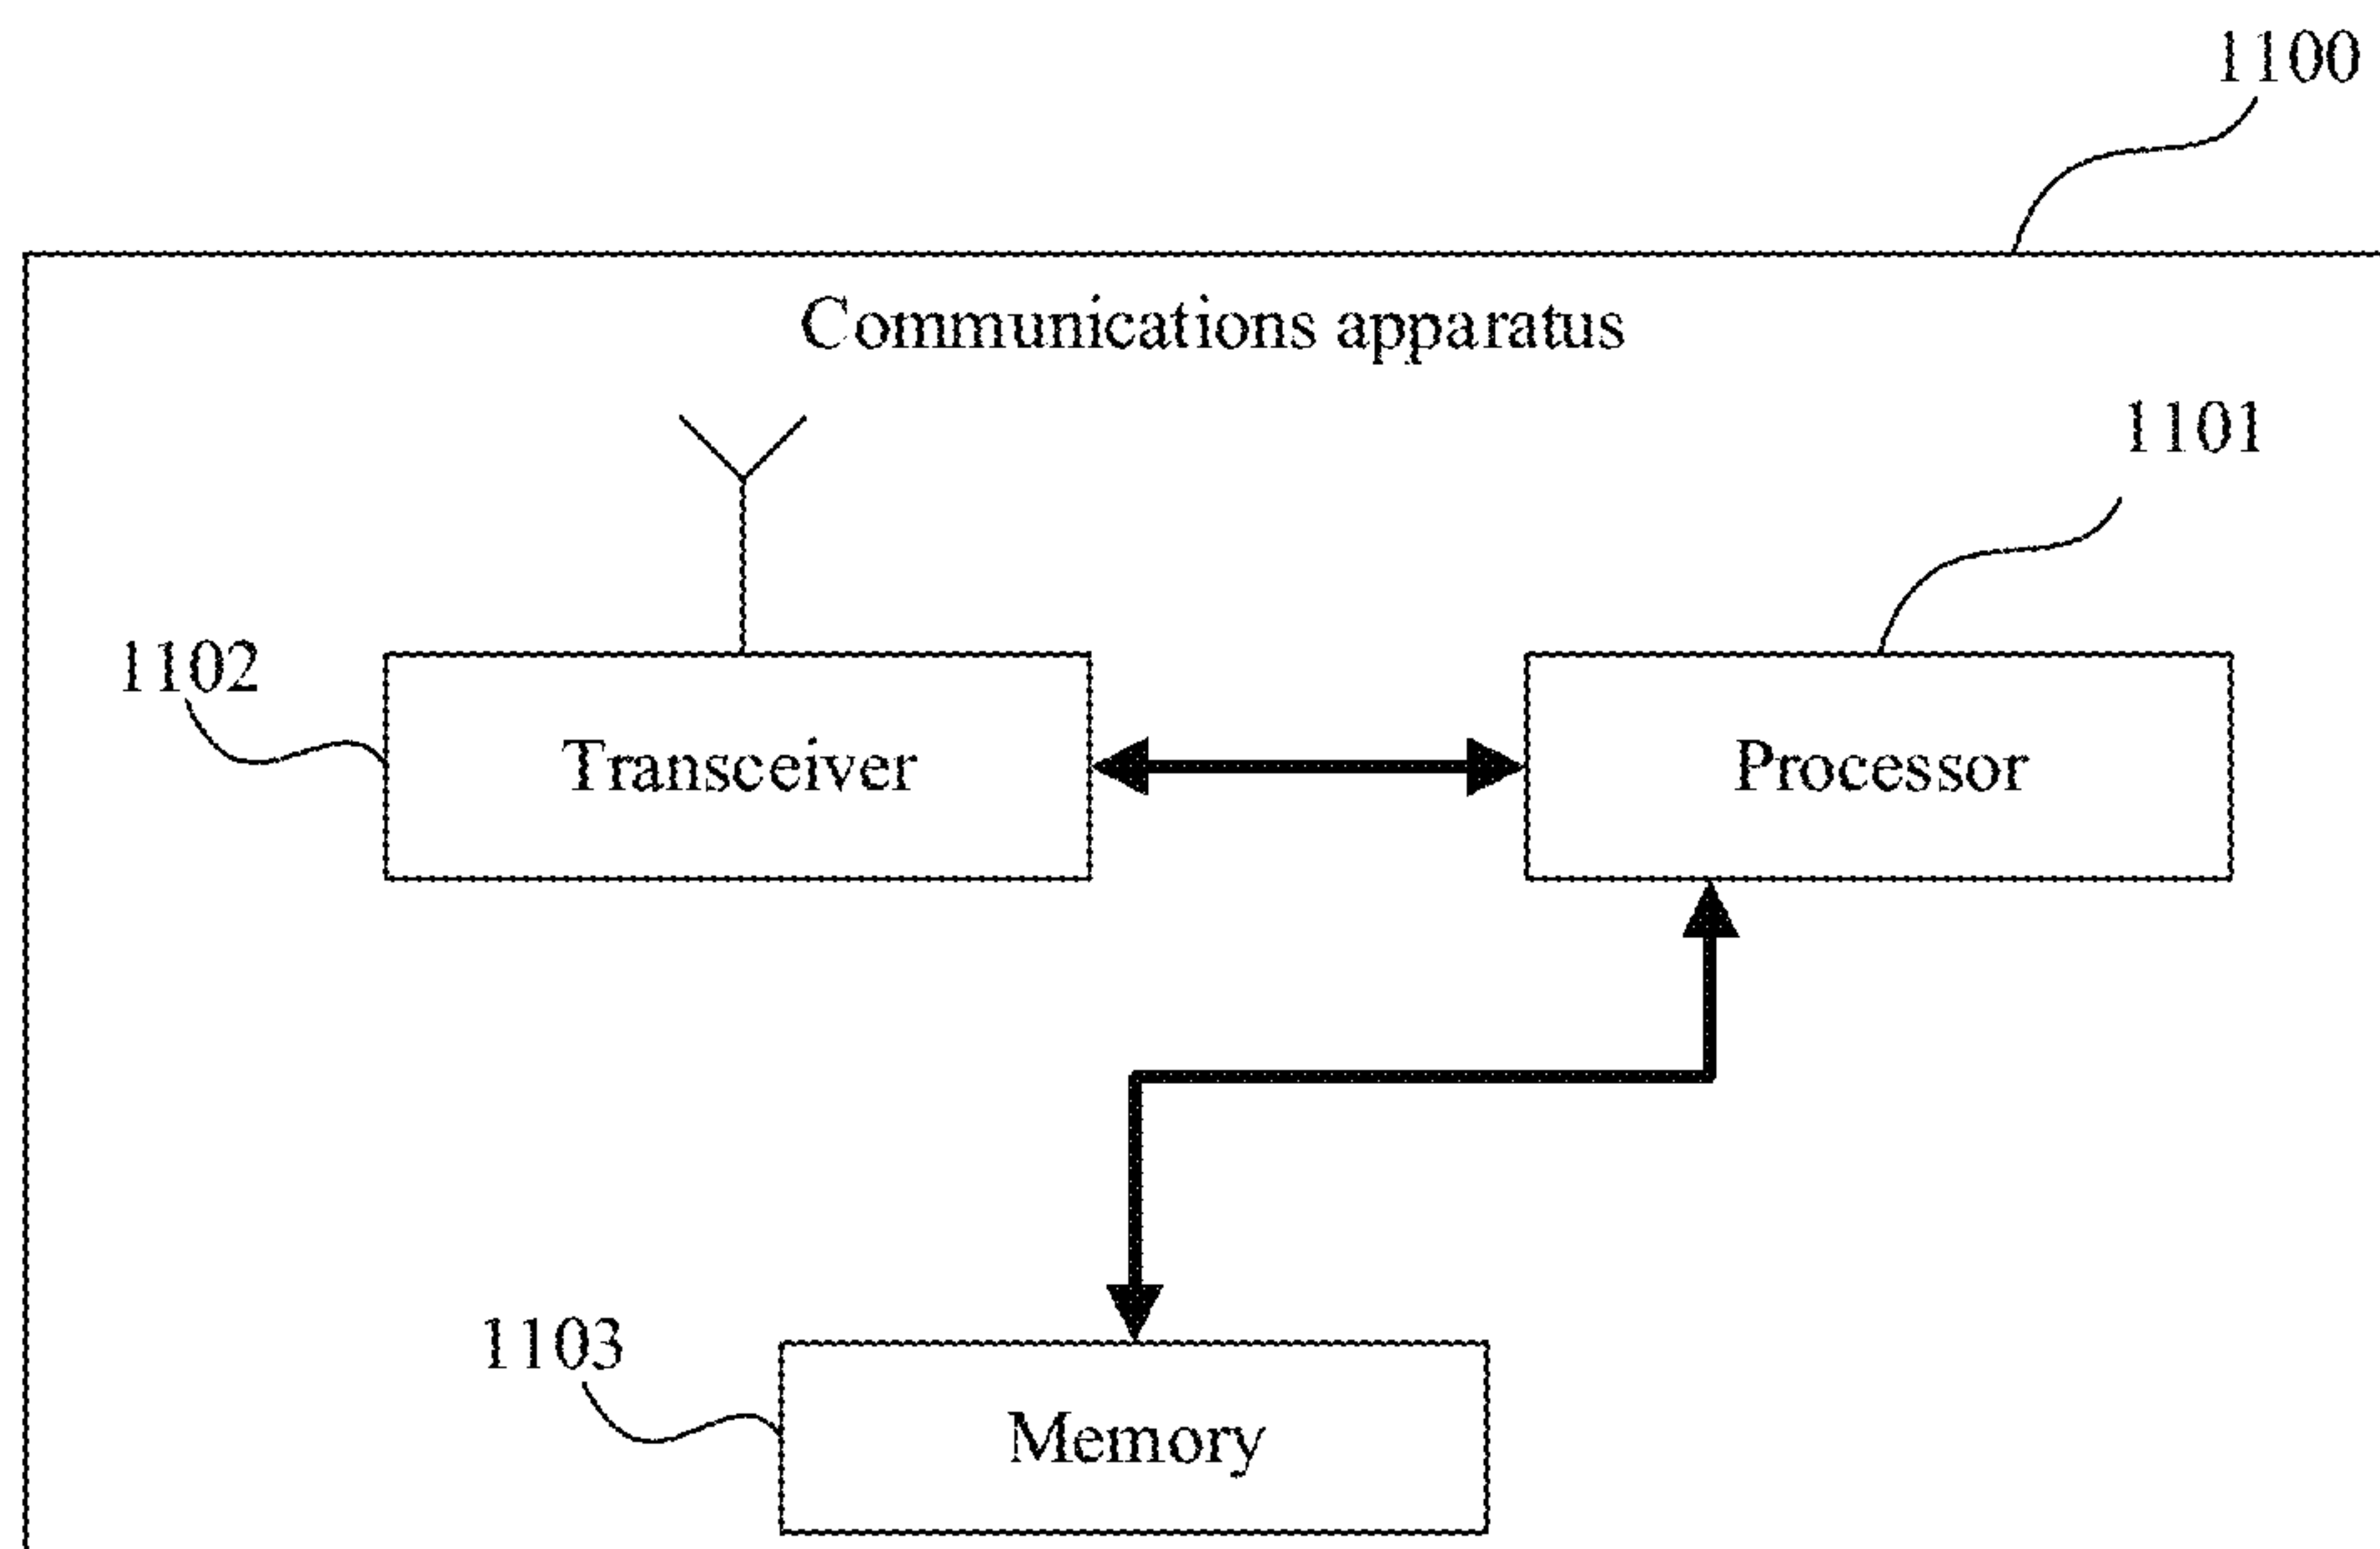 1100
Communications apparatus
1101
1102
Transceiver
Processor
1103
Memory